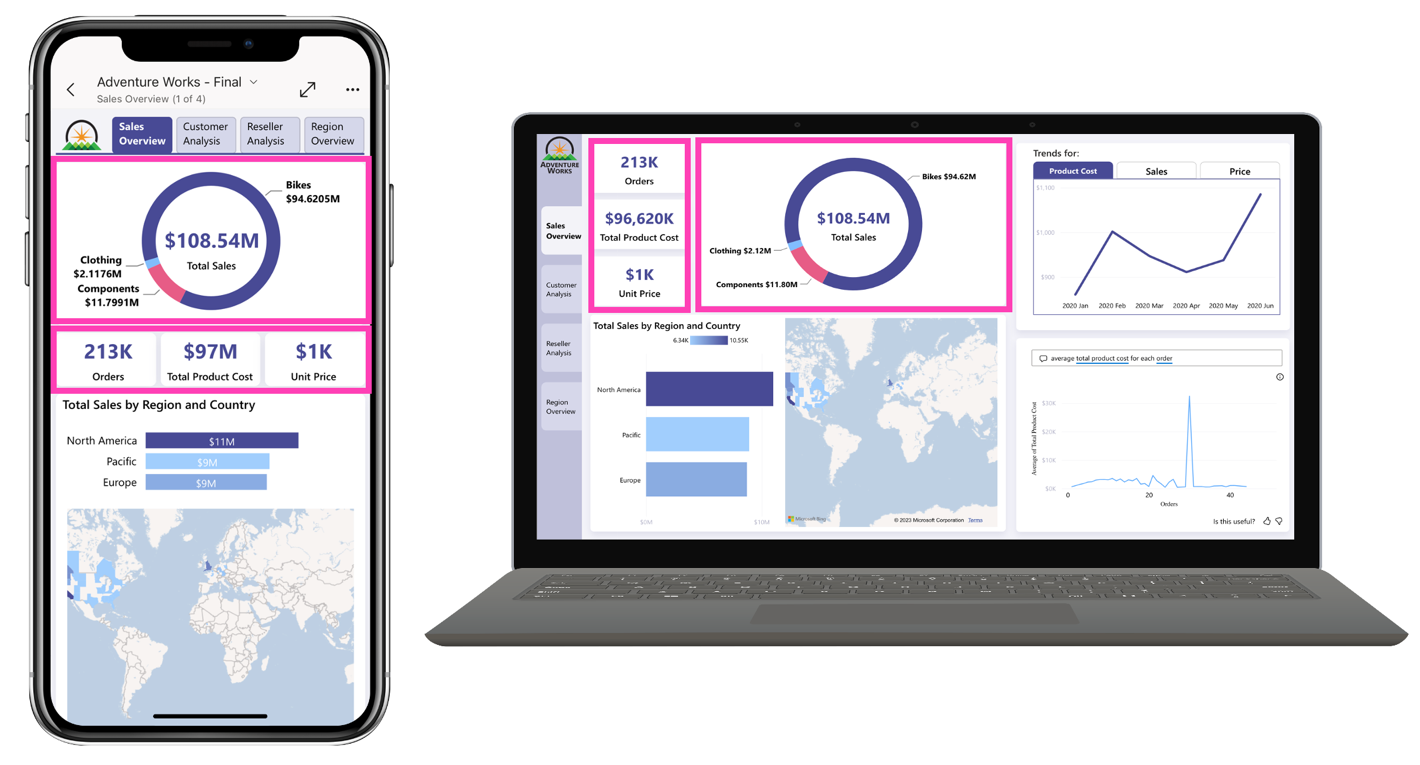 Adventure Works - Final
Sales Overview (1 of 4)
Sales
Overview
Customer
Analysis
Reseller
Analysis
Region
Overview
Bikes
$94.6205M
$108.54M
Total Sales
Clothing
$2.1176M
Components
$11.7991M
213K
Orders
$97M
Total Product Cost
$1K
Unit Price
Total Sales by Region and Country
North America
$11M
Pacific
$9M
Europe
$9M
ADVENTURE
WORKS
Sales
Overview
Customer
Analysis
Reseller
Analysis
Region
Overview
213K
Orders
$96,620K
Total Product Cost
$1K
Unit Price
Bikes $94.62M
$108.54M
Total Sales
Clothing $2.12M
Components $11.80M
Total Sales by Region and Country
6.34K 10.55K
North America
Pacific
Europe
$0M $10M
Microsoft Bing
© 2023 Microsoft Corporation Terms
Trends for:
Product Cost Sales Price
$1,100
$1,000
$900
2020 Jan 2020 Feb 2020 Mar 2020 Apr 2020 May 2020 Jun
average total product cost for each order
Average of Total Product Cost
$30K
$20K
$10K
$0K
0 20 40
Orders
Is this useful?